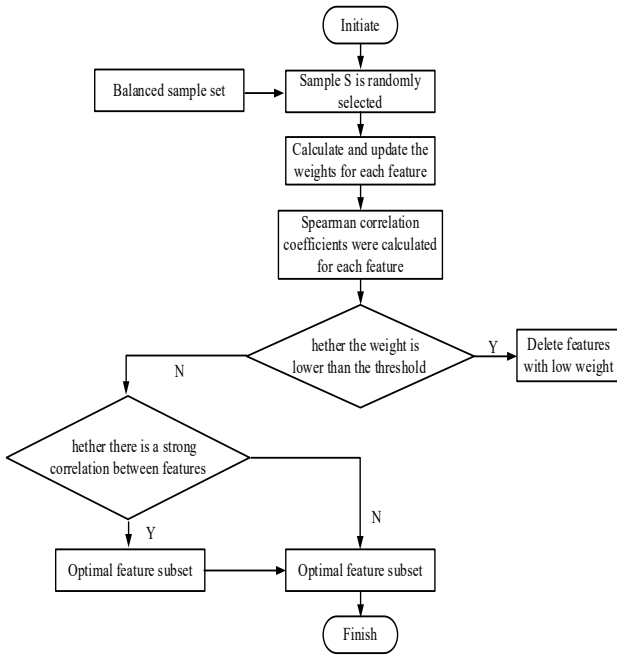 Initiate
Balanced sample set
Sample S is randomly
selected
Calculate and update the
weights for each feature
Spearman correlation
coefficients were calculated
for each feature
hether the weight is
lower than the threshold
Y
Delete features
with low weight
N
hether there is a strong
correlation between features
Y
N
Optimal feature subset
Optimal feature subset
Finish